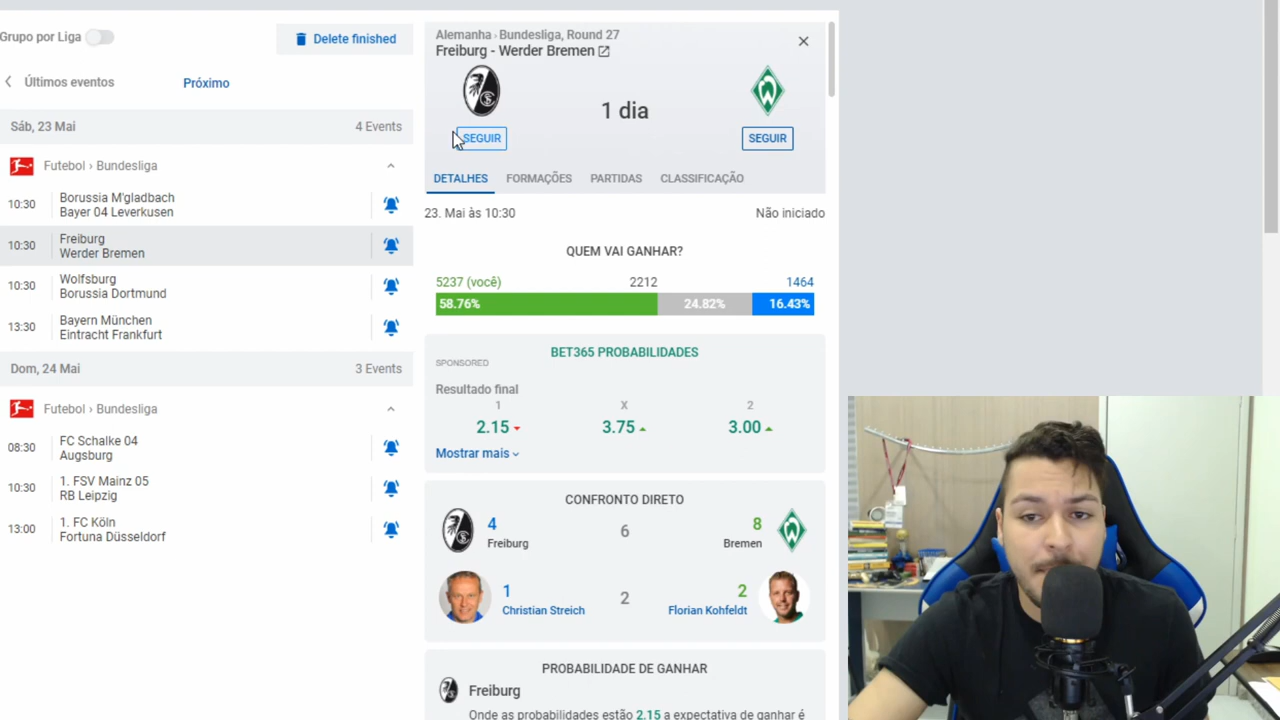 Grupo por Liga
Delete finished
Últimos eventos
Próximo
Sáb, 23 Mai
4 Events
Futebol › Bundesliga
10:30
Borussia M'gladbach
Bayer 04 Leverkusen
10:30
Freiburg
Werder Bremen
10:30
Wolfsburg
Borussia Dortmund
13:30
Bayern München
Eintracht Frankfurt
Dom, 24 Mai
3 Events
Futebol › Bundesliga
08:30
FC Schalke 04
Augsburg
10:30
1. FSV Mainz 05
RB Leipzig
13:00
1. FC Köln
Fortuna Düsseldorf
Alemanha › Bundesliga, Round 27
Freiburg - Werder Bremen
1 dia
SEGUIR
SEGUIR
DETALHES
FORMAÇÕES
PARTIDAS
CLASSIFICAÇÃO
23. Mai às 10:30
Não iniciado
QUEM VAI GANHAR?
5237 (você)
2212
1464
58.76%
24.82%
16.43%
BET365 PROBABILIDADES
SPONSORED
Resultado final
1
X
2
2.15
3.75
3.00
Mostrar mais
CONFRONTO DIRETO
4
Freiburg
6
8
Bremen
1
Christian Streich
2
2
Florian Kohfeldt
PROBABILIDADE DE GANHAR
Freiburg
Onde as probabilidades estão 2.15 a expectativa de ganhar é